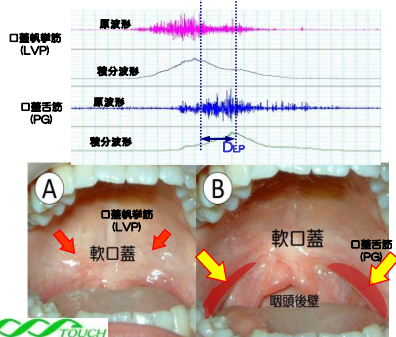 原波形
口蓋帆挙筋
(LVP)
積分波形
原波形
口蓋舌筋
(PG)
積分波形
DLP
A
口蓋帆挙筋
(LVP)
軟口蓋
B
軟口蓋
口蓋舌筋
(PG)
咽頭後壁
TOUCH